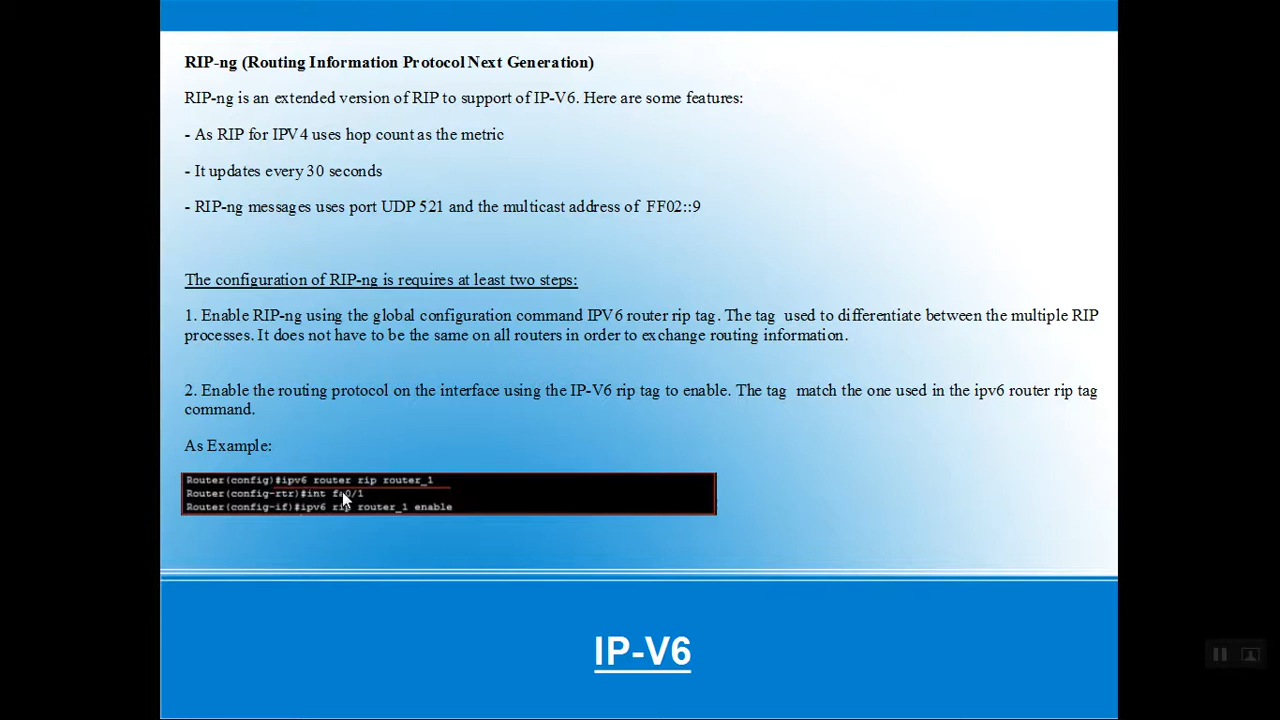 RIP-ng (Routing Information Protocol Next Generation)
RIP-ng is an extended version of RIP to support of IP-V6. Here are some features:
- As RIP for IPV4 uses hop count as the metric
- It updates every 30 seconds
- RIP-ng messages uses port UDP 521 and the multicast address of FF02::9
The configuration of RIP-ng is requires at least two steps:
1. Enable RIP-ng using the global configuration command IPV6 router rip tag. The tag used to differentiate between the multiple RIP
processes. It does not have to be the same on all routers in order to exchange routing information.
2. Enable the routing protocol on the interface using the IP-V6 rip tag to enable. The tag match the one used in the ipv6 router rip tag
command.
As Example:
Router(config)#ipv6 router rip router_1
Router(config-rtr)#int fa0/1
Router(config-if)#ipv6 rip router_1 enable
IP-V6